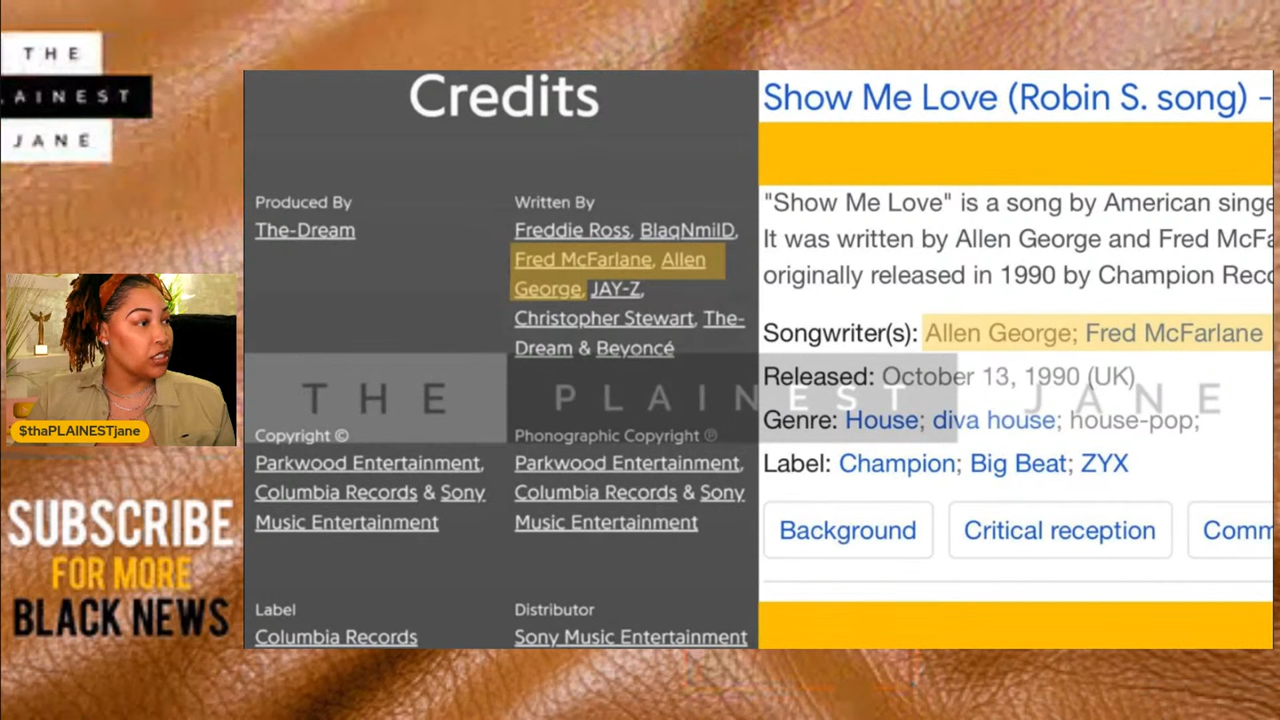 THE
LAINEST
JANE
Credits
Produced By
The-Dream
Written By
Freddie Ross, BlaqNmilD,
Fred McFarlane, Allen
George, JAY-Z,
Christopher Stewart, The-
Dream & Beyoncé
Copyright ©
Parkwood Entertainment,
Columbia Records & Sony
Music Entertainment
Phonographic Copyright ℗
Parkwood Entertainment,
Columbia Records & Sony
Music Entertainment
Label
Columbia Records
Distributor
Sony Music Entertainment
Show Me Love (Robin S. song) -
"Show Me Love" is a song by American singe
It was written by Allen George and Fred McFa
originally released in 1990 by Champion Reco
Songwriter(s): Allen George; Fred McFarlane
Released: October 13, 1990 (UK)
Genre: House; diva house; house-pop;
Label: Champion; Big Beat; ZYX
Background
Critical reception
Comm
THE PLAINEST JANE
$thaPLAINESTjane
SUBSCRIBE
FOR MORE
BLACK NEWS